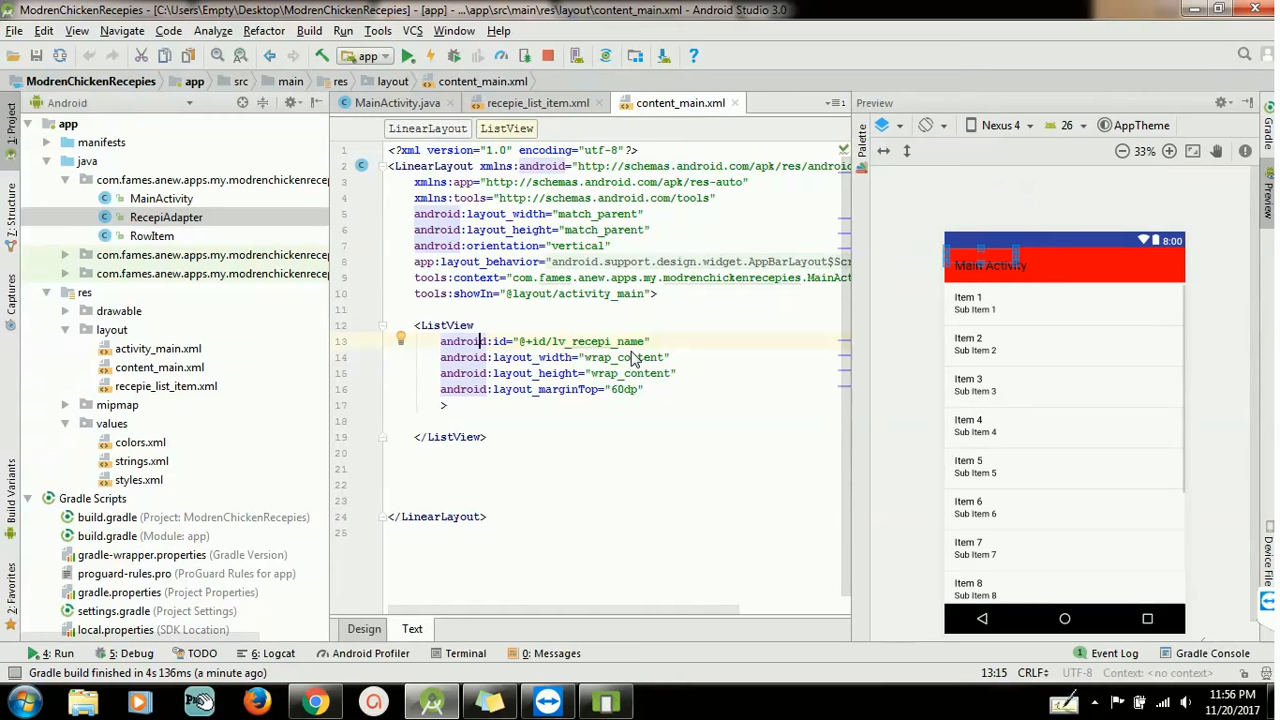 ModrenChickenRecepies - [C:\Users\Empty\Desktop\ModrenChickenRecepies] - [app] - ...\app\src\main\res\layout\content_main.xml - Android Studio 3.0
File Edit View Navigate Code Analyze Refactor Build Run Tools VCS Window Help
app
ModrenChickenRecepies app src main res layout content_main.xml
Android
MainActivity.java recepie_list_item.xml content_main.xml
Preview
LinearLayout ListView
Palette
Nexus 4 26 AppTheme
33%
1: Project
7: Structure
Captures
Build Variants
2: Favorites
Gradle
Preview
Device File
app
manifests
java
com.fames.anew.apps.my.modrenchickenrece
MainActivity
RecepiAdapter
RowItem
com.fames.anew.apps.my.modrenchickenrece
com.fames.anew.apps.my.modrenchickenrece
res
drawable
layout
activity_main.xml
content_main.xml
recepie_list_item.xml
mipmap
values
colors.xml
strings.xml
styles.xml
Gradle Scripts
build.gradle (Project: ModrenChickenRecepies)
build.gradle (Module: app)
gradle-wrapper.properties (Gradle Version)
proguard-rules.pro (ProGuard Rules for app)
gradle.properties (Project Properties)
settings.gradle (Project Settings)
local.properties (SDK Location)
1 <?xml version="1.0" encoding="utf-8"?>
2 <LinearLayout xmlns:android="http://schemas.android.com/apk/res/androi
3 xmlns:app="http://schemas.android.com/apk/res-auto"
4 xmlns:tools="http://schemas.android.com/tools"
5 android:layout_width="match_parent"
6 android:layout_height="match_parent"
7 android:orientation="vertical"
8 app:layout_behavior="android.support.design.widget.AppBarLayout$Scr
9 tools:context="com.fames.anew.apps.my.modrenchickenrecepies.MainAct
10 tools:showIn="@layout/activity_main">
11
12 <ListView
13 android:id="@+id/lv_recepi_name"
14 android:layout_width="wrap_content"
15 android:layout_height="wrap_content"
16 android:layout_marginTop="60dp"
17 >
18
19 </ListView>
20
21
22
23
24 </LinearLayout>
25
8:00
Main Activity
Item 1
Sub Item 1
Item 2
Sub Item 2
Item 3
Sub Item 3
Item 4
Sub Item 4
Item 5
Sub Item 5
Item 6
Sub Item 6
Item 7
Sub Item 7
Item 8
Sub Item 8
Design Text
4: Run 5: Debug TODO 6: Logcat Android Profiler Terminal 0: Messages Event Log Gradle Console
Gradle build finished in 4s 136ms (a minute ago) 13:15 CRLF÷ UTF-8÷ Context: <no context>
11:56 PM
11/20/2017